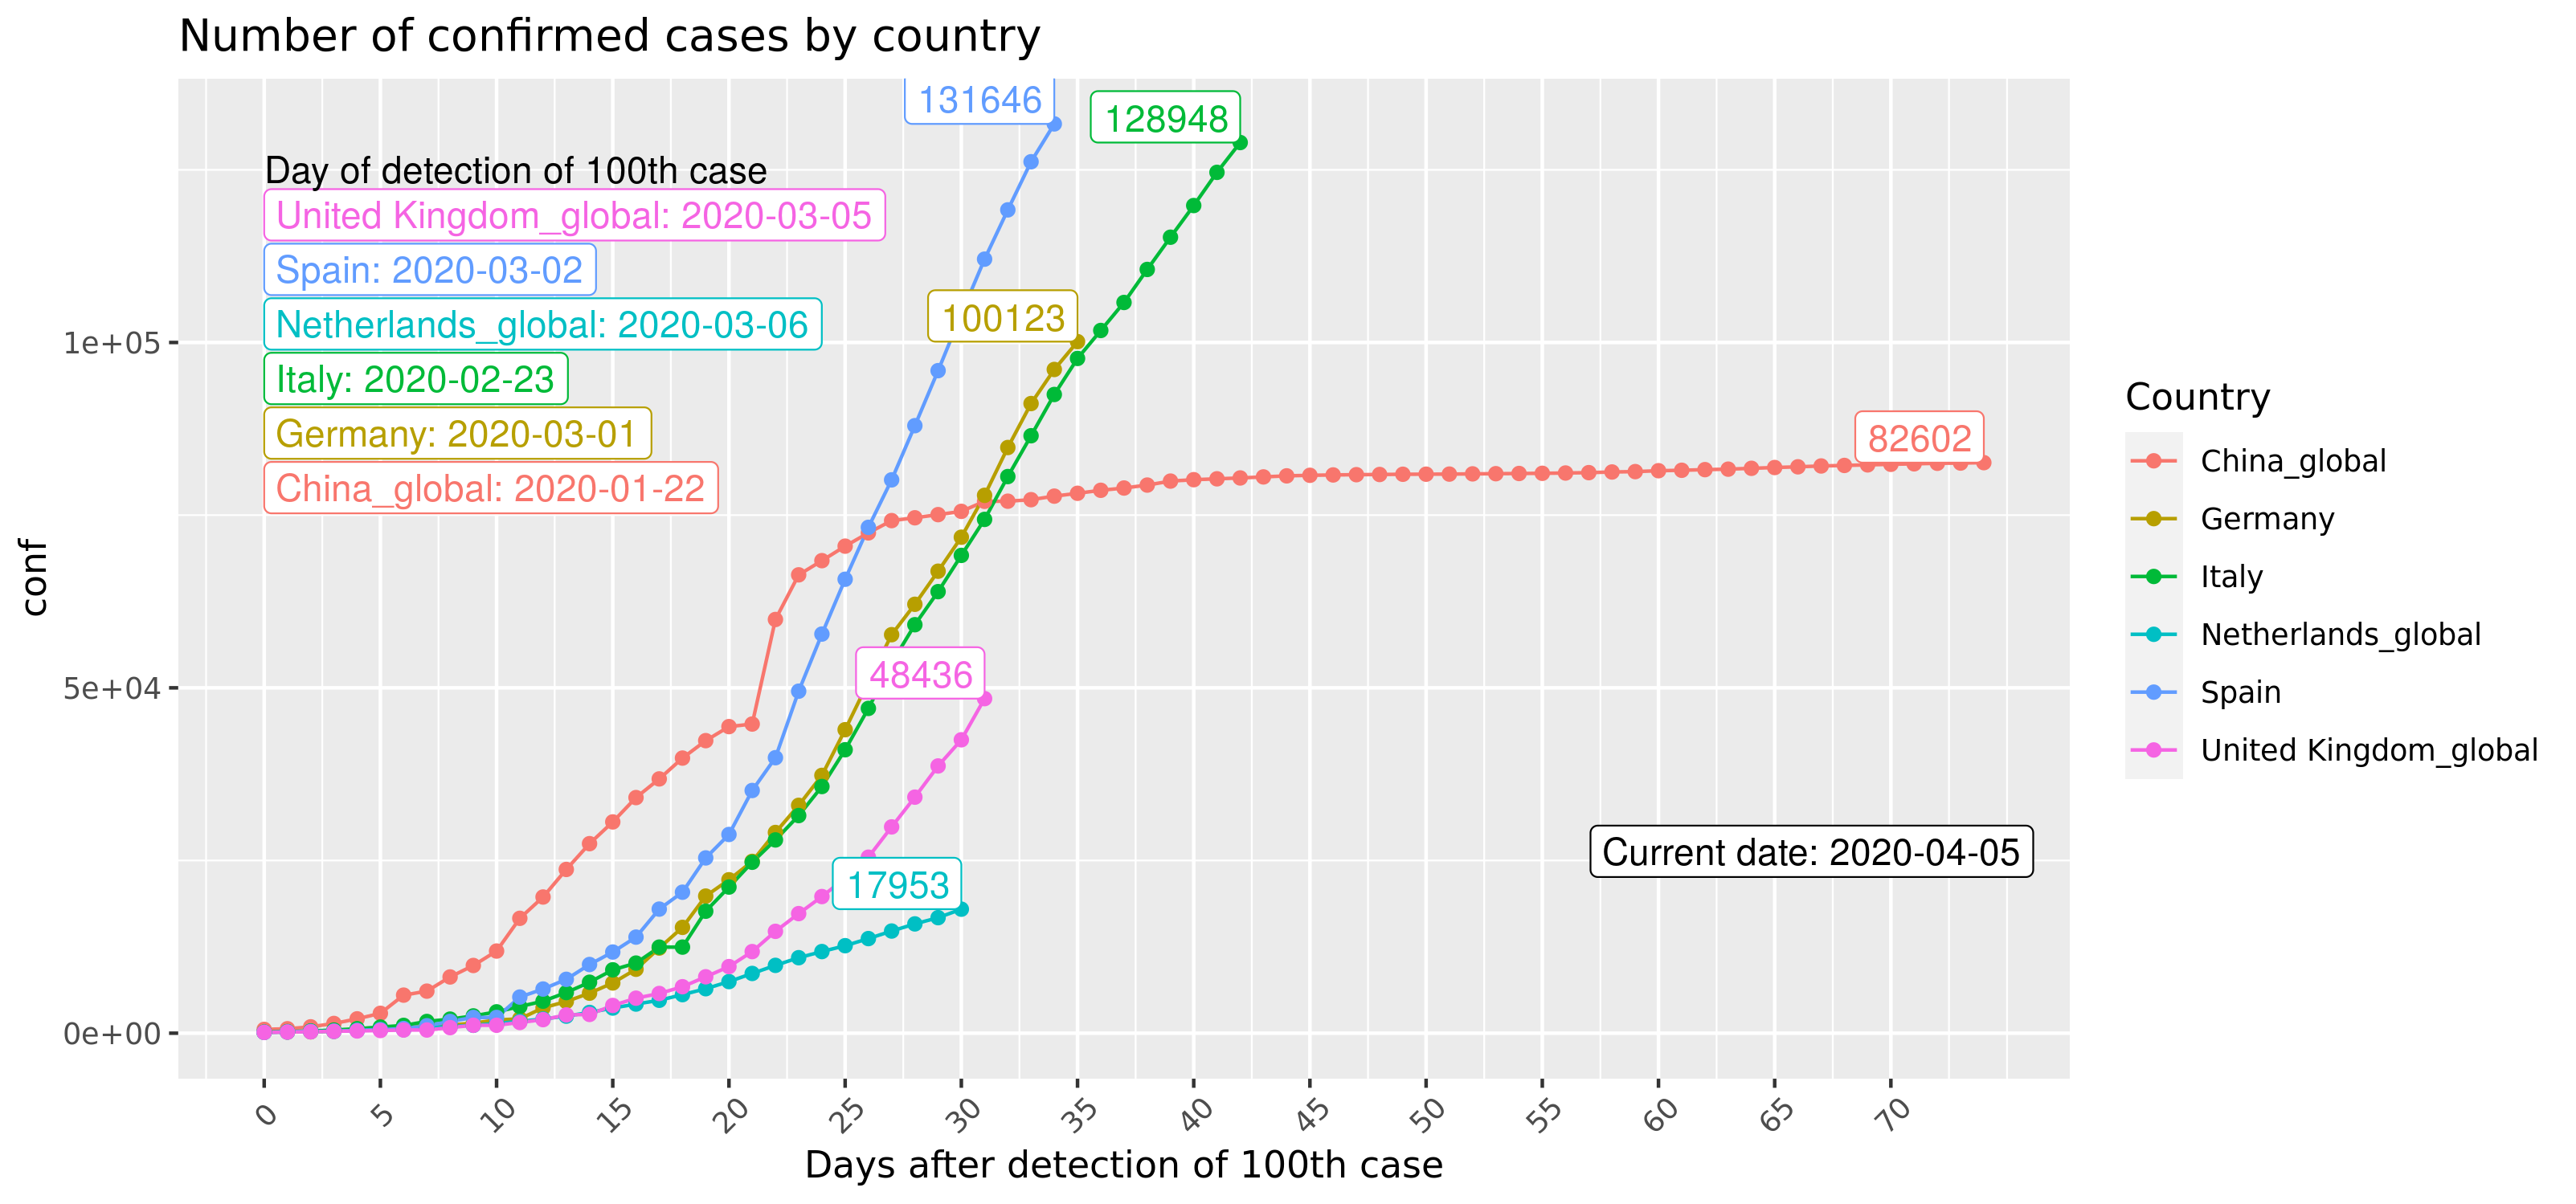 Number of confirmed cases by country
131646
128948
Day of detection of 100th case
United Kingdom_global: 2020-03-05
Spain: 2020-03-02
Netherlands_global: 2020-03-06
Italy: 2020-02-23
Germany: 2020-03-01
China_global: 2020-01-22
100123
82602
48436
17953
Current date: 2020-04-05
conf
1e+05
5e+04
0e+00
0 5 10 15 20 25 30 35 40 45 50 55 60 65 70
Days after detection of 100th case
Country
China_global
Germany
Italy
Netherlands_global
Spain
United Kingdom_global